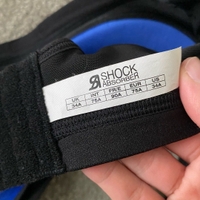 SHOCK
ABSORBER
UK INT FR EUR US
34A 75A 90A 75A 34A